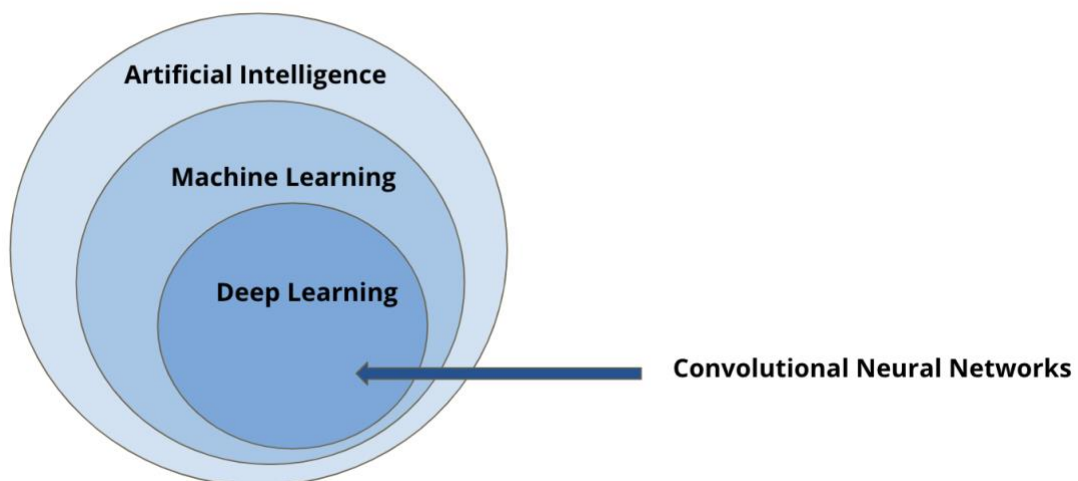 Artificial Intelligence
Machine Learning
Deep Learning
Convolutional Neural Networks